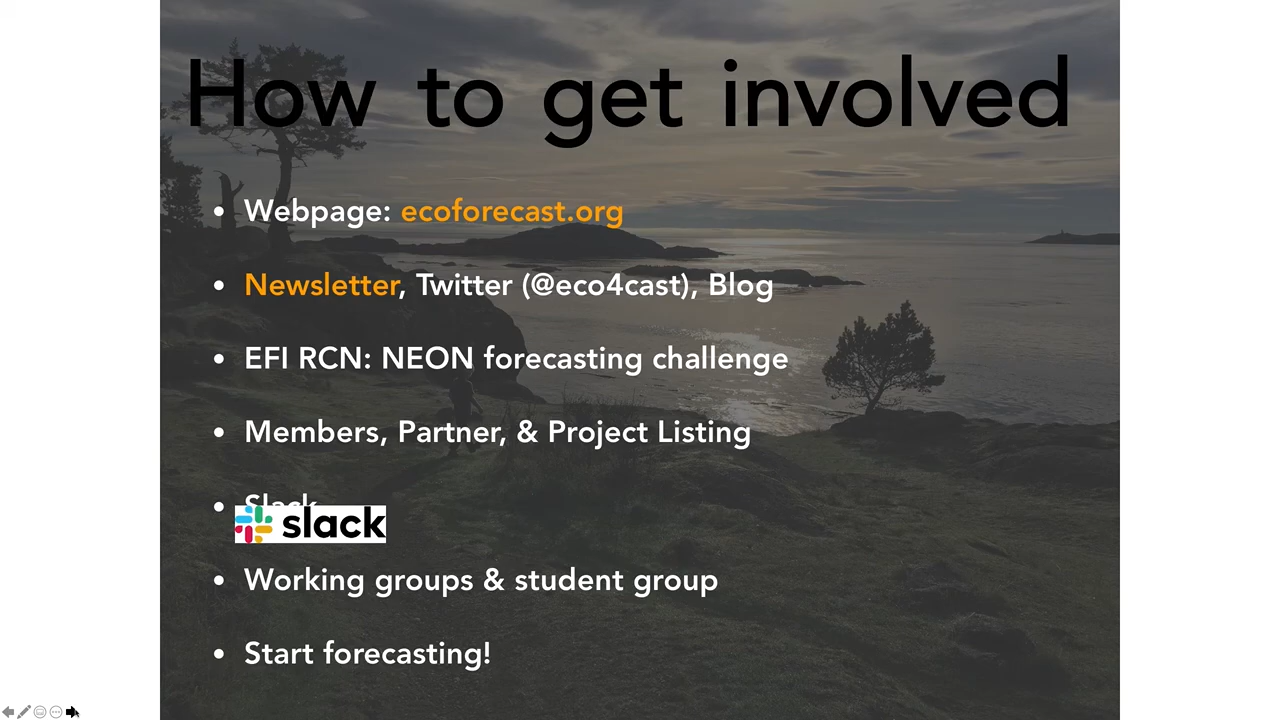 How to get involved
• Webpage: ecoforecast.org
• Newsletter, Twitter (@eco4cast), Blog
• EFI RCN: NEON forecasting challenge
• Members, Partner, & Project Listing
• Slack
slack
• Working groups & student group
• Start forecasting!